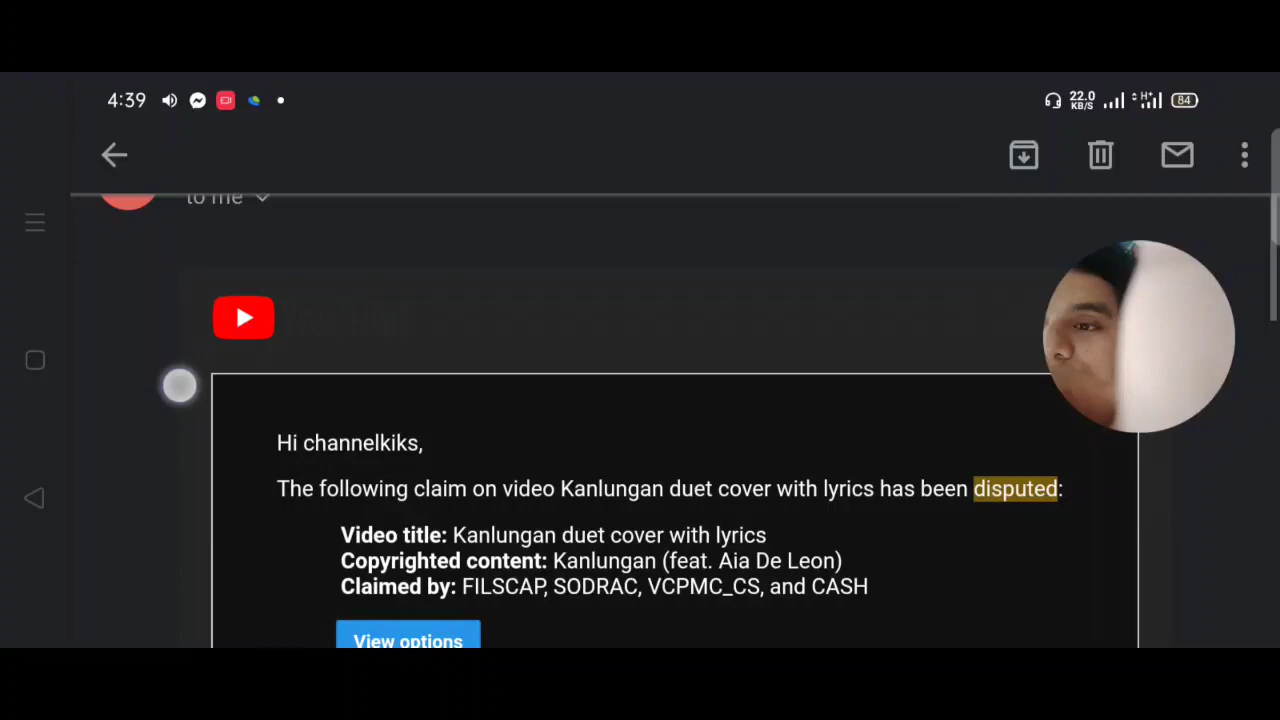 4:39
22.0
KB/S
H+
84
to me
Hi channelkiks,
The following claim on video Kanlungan duet cover with lyrics has been disputed:
Video title: Kanlungan duet cover with lyrics
Copyrighted content: Kanlungan (feat. Aia De Leon)
Claimed by: FILSCAP, SODRAC, VCPMC_CS, and CASH
View options